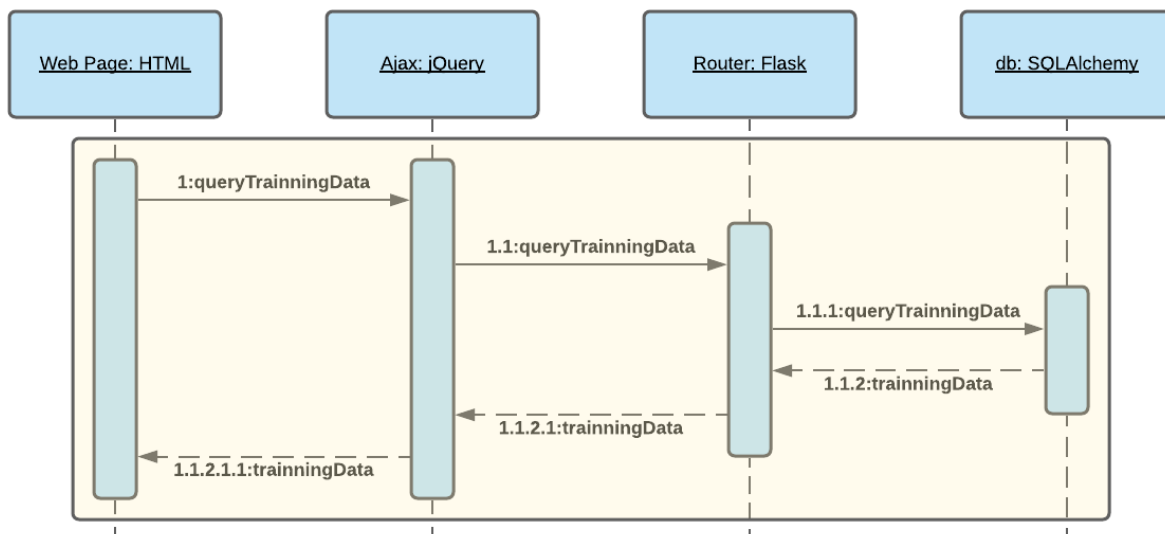 Web Page: HTML
Ajax: jQuery
Router: Flask
db: SQLAlchemy
1:queryTrainningData
1.1:queryTrainningData
1.1.1:queryTrainningData
1.1.2:trainningData
1.1.2.1:trainningData
1.1.2.1.1:trainningData